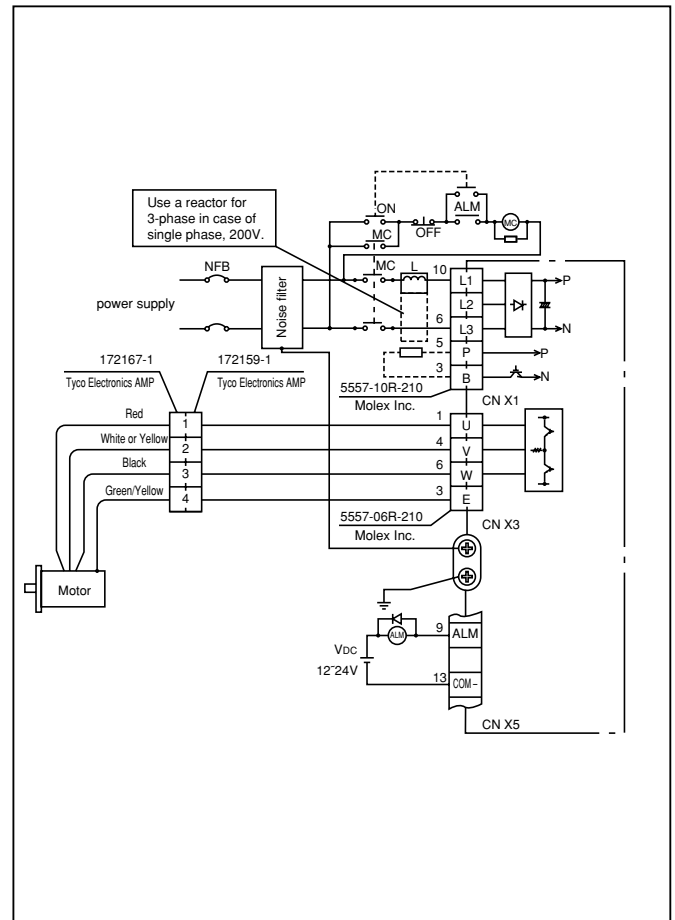 Use a reactor for
3-phase in case of
single phase, 200V.
ON
OFF
ALM
MC
MC
MC
L
NFB
power supply
Noise filter
10
L1
L2
6
L3
5
P
3
B
P
N
P
N
5557-10R-210
Molex Inc.
CN X1
172167-1
Tyco Electronics AMP
172159-1
Tyco Electronics AMP
Red
1
White or Yellow
2
Black
3
Green/Yellow
4
1
U
4
V
6
W
3
E
5557-06R-210
Molex Inc.
CN X3
Motor
ALM
9
ALM
VDC
12~24V
13
COM –
CN X5